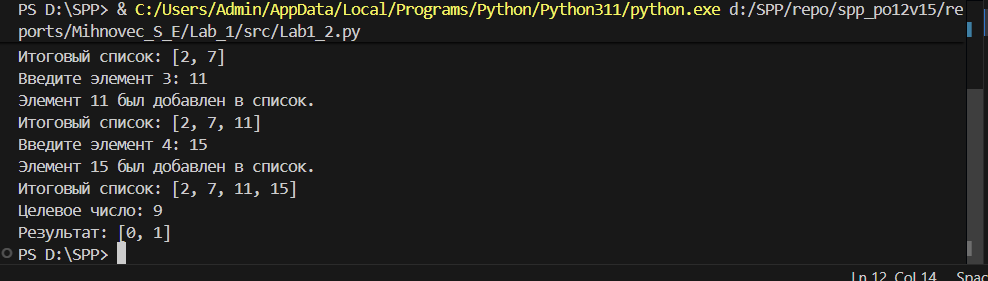 PS D:\SPP> & C:/Users/Admin/AppData/Local/Programs/Python/Python311/python.exe d:/SPP/repo/spp_po12v15/re
ports/Mihnovec_S_E/Lab_1/src/Lab1_2.py
Итоговый список: [2, 7]
Введите элемент 3: 11
Элемент 11 был добавлен в список.
Итоговый список: [2, 7, 11]
Введите элемент 4: 15
Элемент 15 был добавлен в список.
Итоговый список: [2, 7, 11, 15]
Целевое число: 9
Результат: [0, 1]
PS D:\SPP>
Ln 12, Col 14 Spac